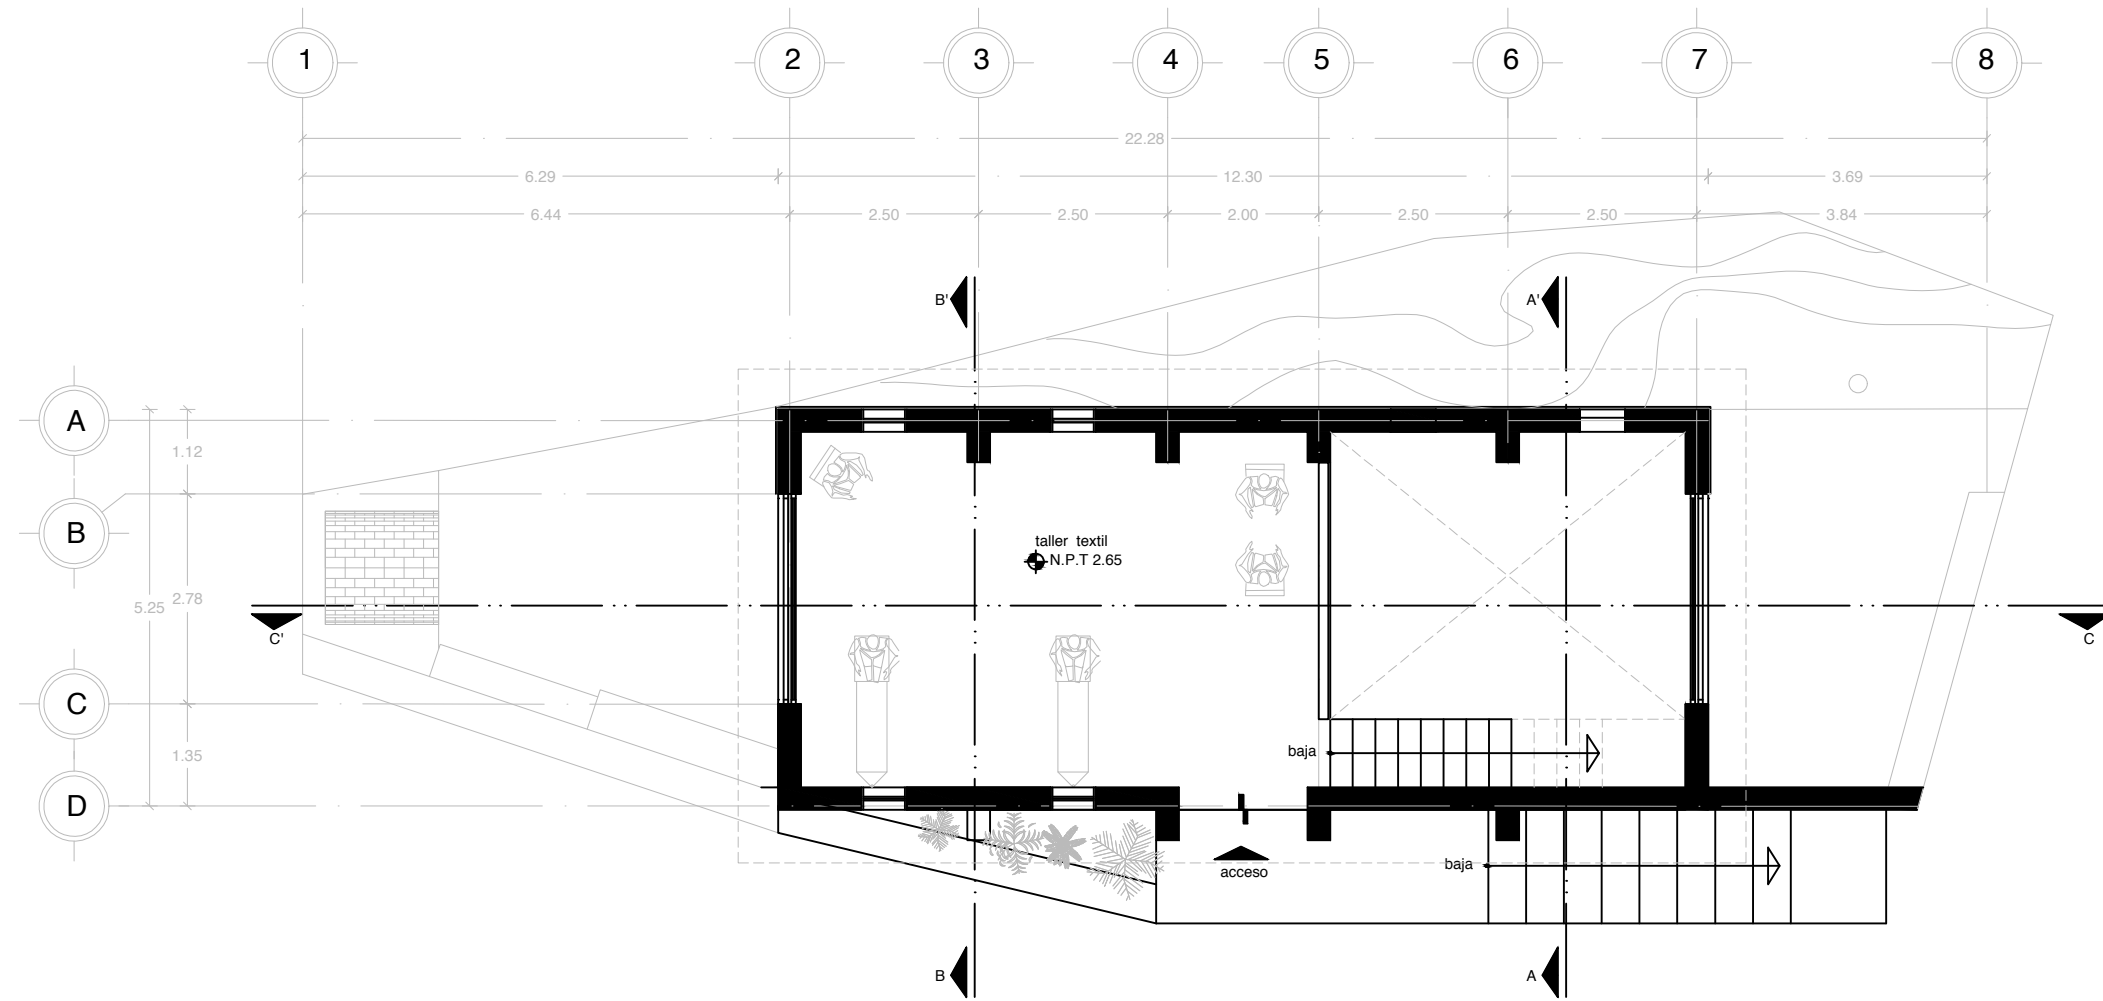 1 2 3 4 5 6 7 8
22.28
6.29 12.30 3.69
6.44 2.50 2.50 2.00 2.50 2.50 3.84
B' A'
A
1.12
B
taller textil
N.P.T 2.65
5.25 2.78
C' C
C
baja
1.35
D
baja
acceso
B A